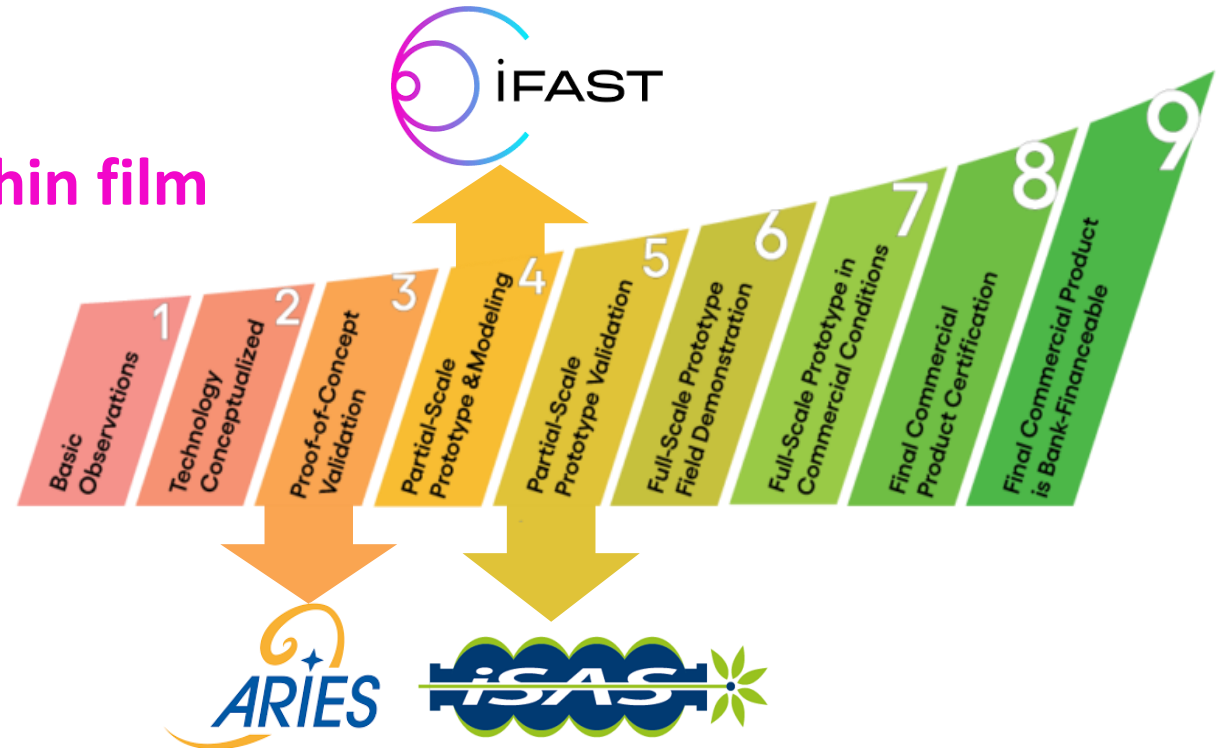 iFAST
hin film
1
Basic
Observations
2
Technology
Conceptualized
3
Proof-of-Concept
Validation
4
Partial-Scale
Prototype &Modeling
5
Partial-Scale
Prototype Validation
6
Full-Scale Prototype
Field Demonstration
7
Full-Scale Prototype in
Commercial Conditions
8
Final Commercial
Product Certification
9
Final Commercial Product
is Bank-Financeable
ARIES
iSAS